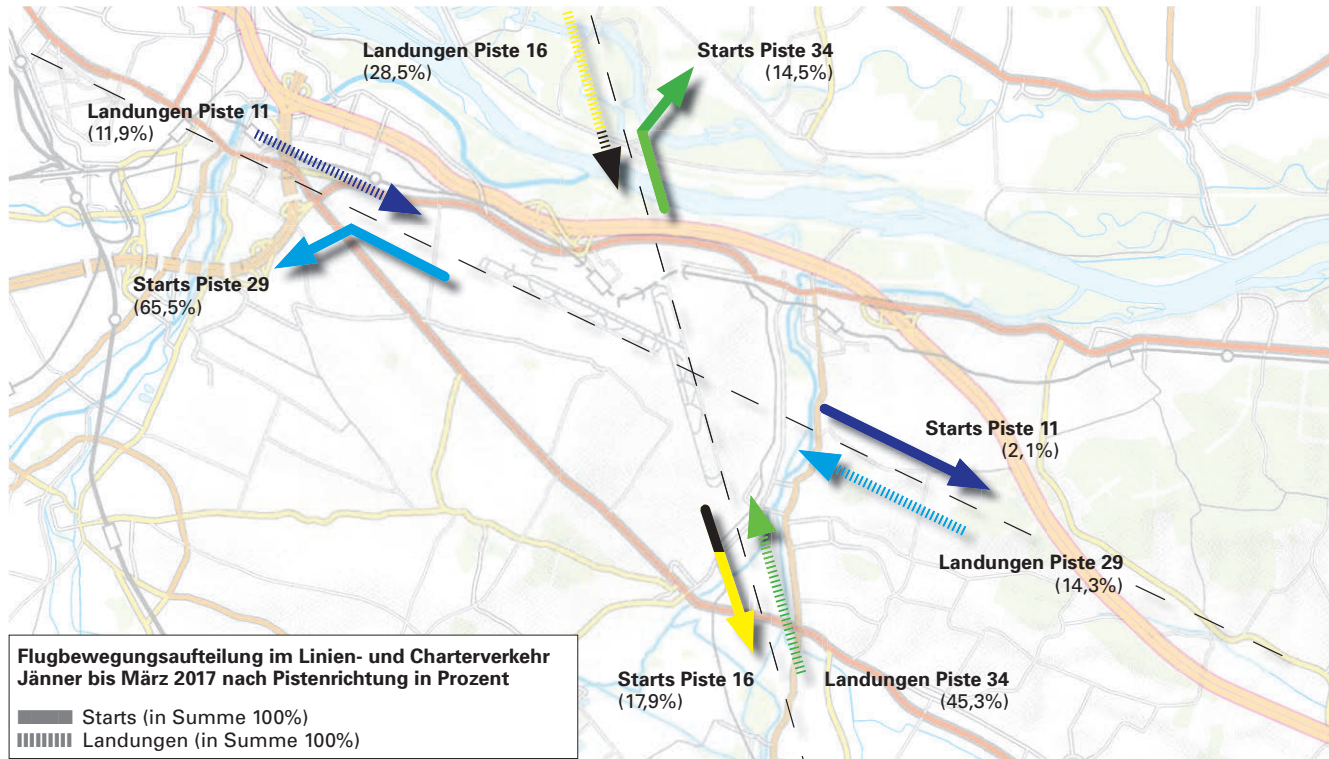 Landungen Piste 16
(28,5%)
Starts Piste 34
(14,5%)
Landungen Piste 11
(11,9%)
Starts Piste 29
(65,5%)
Starts Piste 11
(2,1%)
Landungen Piste 29
(14,3%)
Starts Piste 16
(17,9%)
Landungen Piste 34
(45,3%)
Flugbewegungsaufteilung im Linien- und Charterverkehr
Jänner bis März 2017 nach Pistenrichtung in Prozent
Starts (in Summe 100%)
Landungen (in Summe 100%)